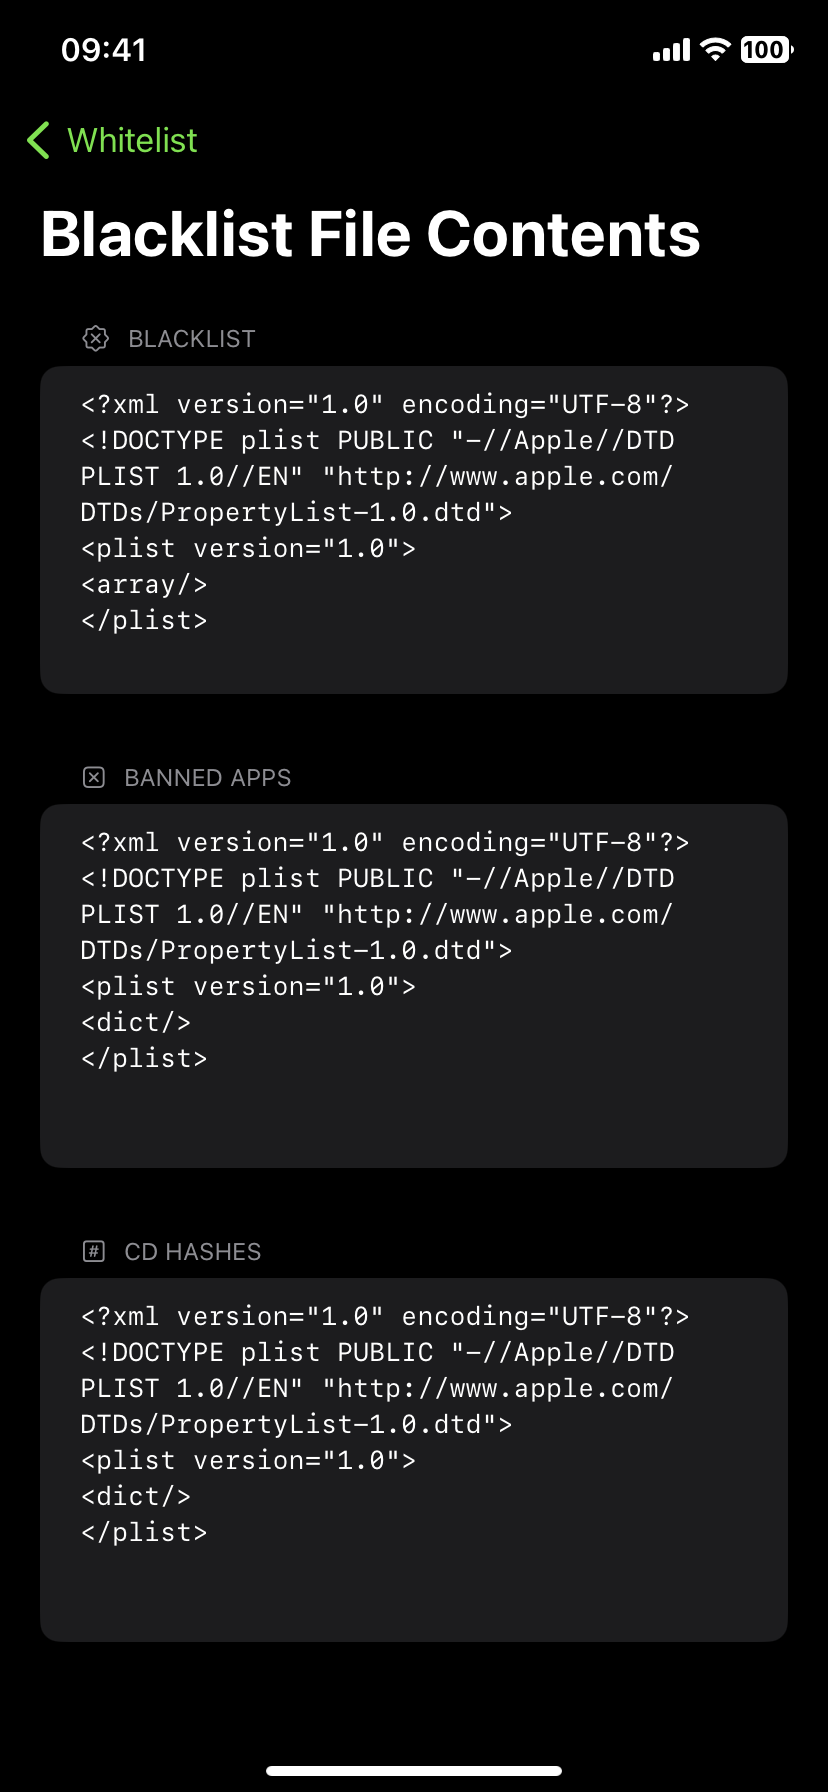 09:41
100
Whitelist
Blacklist File Contents
BLACKLIST
<?xml version="1.0" encoding="UTF-8"?>
<!DOCTYPE plist PUBLIC "-//Apple//DTD
PLIST 1.0//EN" "http://www.apple.com/
DTDs/PropertyList-1.0.dtd">
<plist version="1.0">
<array/>
</plist>
BANNED APPS
<?xml version="1.0" encoding="UTF-8"?>
<!DOCTYPE plist PUBLIC "-//Apple//DTD
PLIST 1.0//EN" "http://www.apple.com/
DTDs/PropertyList-1.0.dtd">
<plist version="1.0">
<dict/>
</plist>
# CD HASHES
<?xml version="1.0" encoding="UTF-8"?>
<!DOCTYPE plist PUBLIC "-//Apple//DTD
PLIST 1.0//EN" "http://www.apple.com/
DTDs/PropertyList-1.0.dtd">
<plist version="1.0">
<dict/>
</plist>